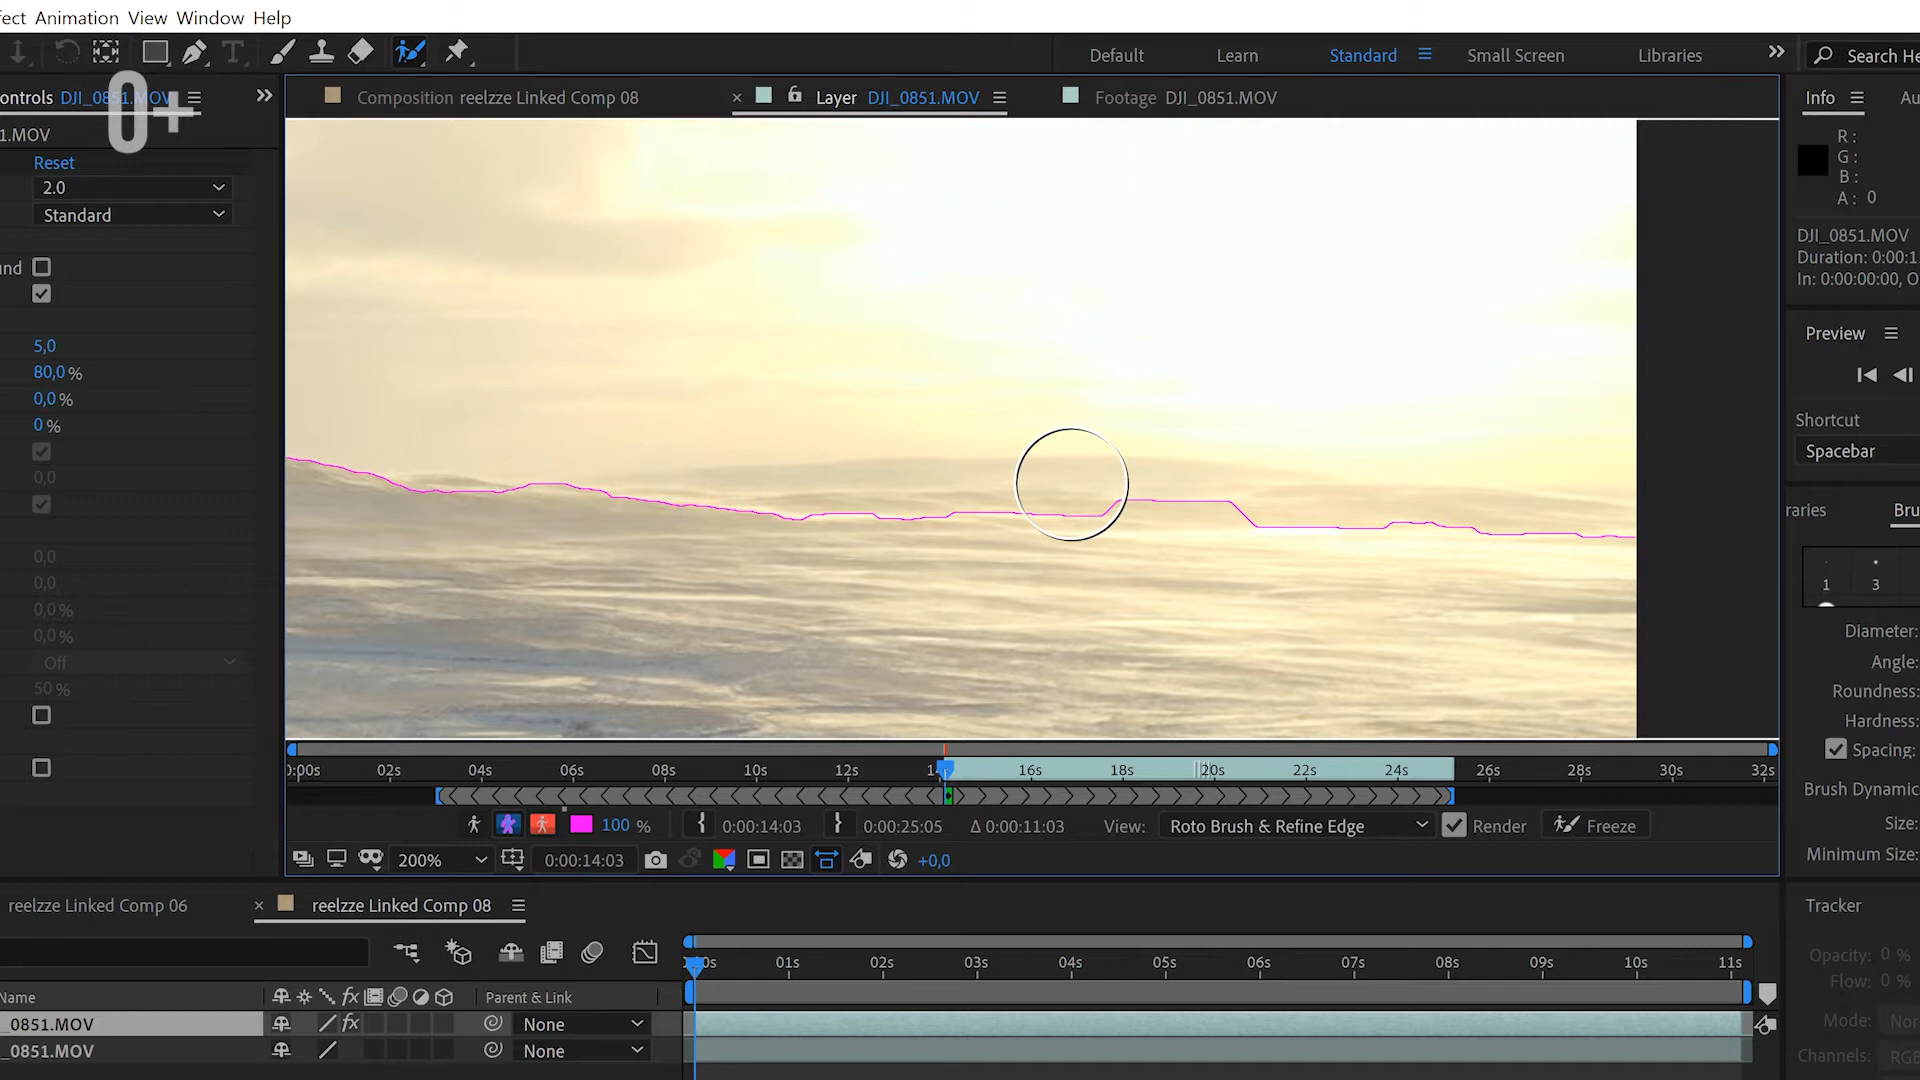 fect Animation View Window Help
Default Learn Standard Small Screen Libraries Search He
ontrols DJI_0851.MOV
0+
Composition reelzze Linked Comp 08
Layer DJI_0851.MOV
Footage DJI_0851.MOV
Info Au
1.MOV
Reset
2.0
Standard
und
5,0
80,0 %
0,0 %
0 %
0,0
0,0
0,0
0,0 %
0,0 %
Off
50 %
R :
G :
B :
A : 0
DJI_0851.MOV
Duration: 0:00:1
In: 0:00:00:00, O
Preview
Shortcut
Spacebar
raries Bru
1 3
Diameter:
Angle:
Roundness:
Hardness:
Spacing:
Brush Dynamic
Size:
Minimum Size:
0:00s 02s 04s 06s 08s 10s 12s 16s 18s 20s 22s 24s 26s 28s 30s 32s
100 % 0:00:14:03 0:00:25:05 Δ 0:00:11:03 View: Roto Brush & Refine Edge Render Freeze
200% 0:00:14:03 +0,0
reelzze Linked Comp 06
reelzze Linked Comp 08
Tracker
Opacity: 0 %
Flow: 0 %
Mode: Nor
Channels: RGB
01s 02s 03s 04s 05s 06s 07s 08s 09s 10s 11s
Name fx Parent & Link
_0851.MOV fx None
_0851.MOV None